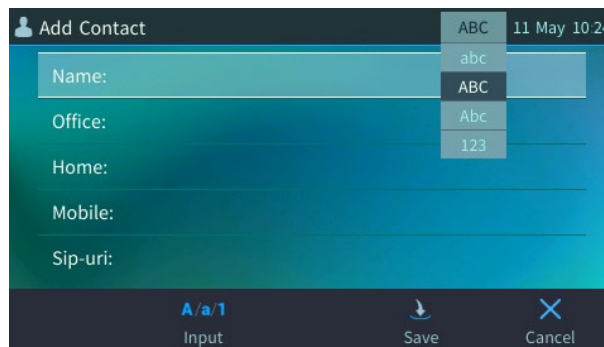 Add Contact ABC 11 May 10:24
abc
Name:
ABC
Office:
Abc
123
Home:
Mobile:
Sip-uri:
A/a/1
Input Save Cancel